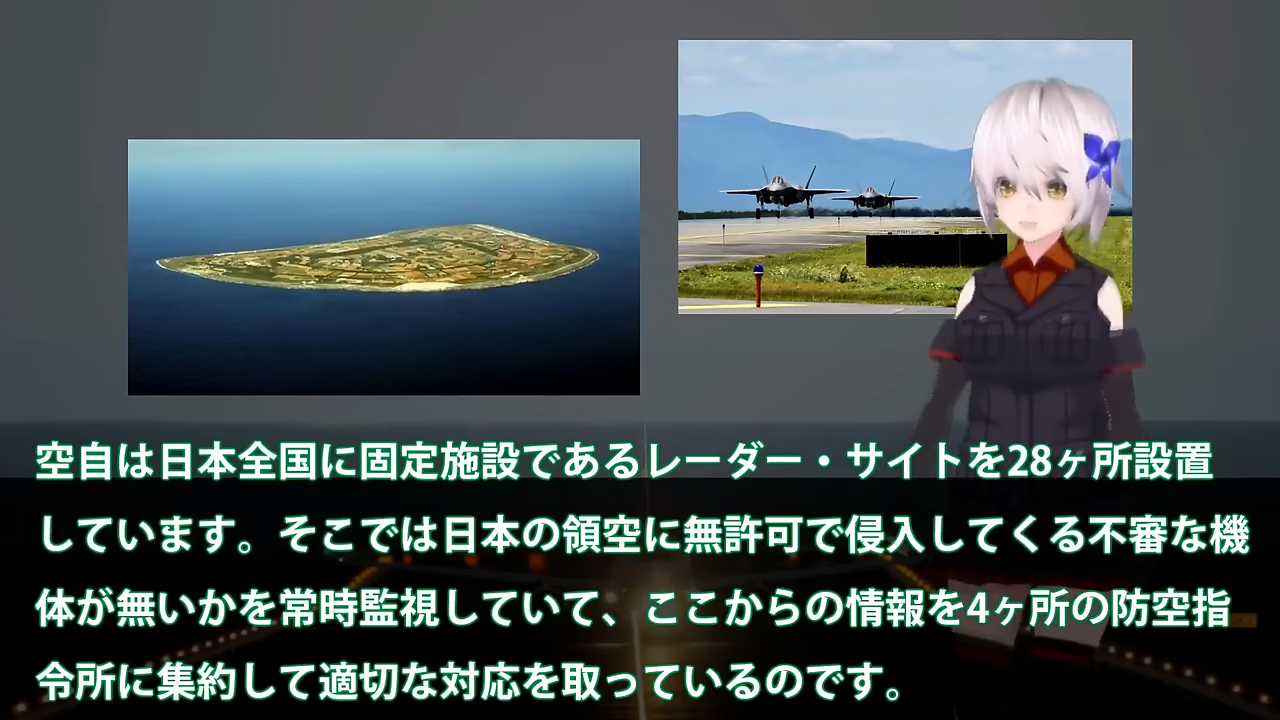 空自は日本全国に固定施設であるレーダー・サイトを28ヶ所設置
しています。そこでは日本の領空に無許可で侵入してくる不審な機
体が無いかを常時監視していて、ここからの情報を4ヶ所の防空指
令所に集約して適切な対応を取っているのです。